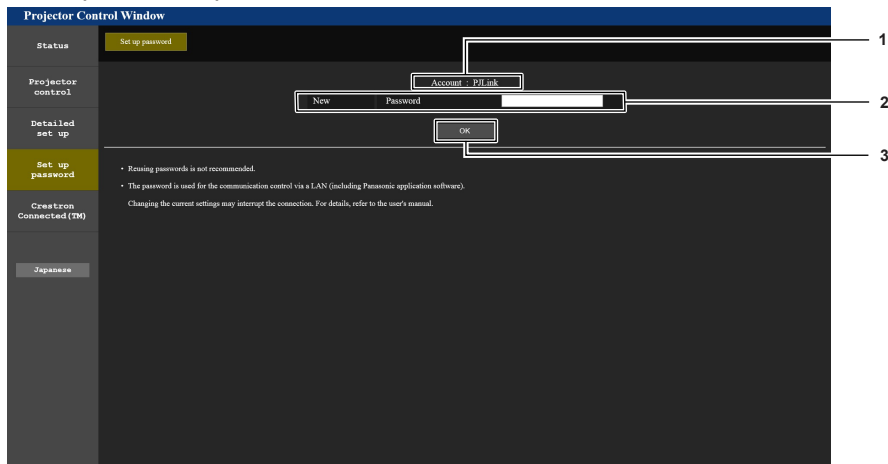 Projector Control Window
Status
Set up password
1
Projector
control
Account : PJLink
New Password
2
Detailed
set up
OK
3
Set up
password
• Reusing passwords is not recommended.
• The password is used for the communication control via a LAN (including Panasonic application software).
Changing the current settings may interrupt the connection. For details, refer to the user's manual.
Crestron
Connected(TM)
Japanese